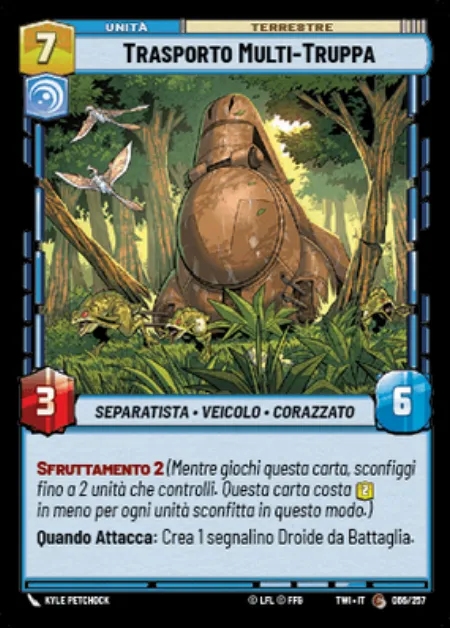 UNITÀ
TERRESTRE
7
TRASPORTO MULTI-TRUPPA
3
SEPARATISTA • VEICOLO • CORAZZATO
6
SFRUTTAMENTO 2 (Mentre giochi questa carta, sconfiggi
fino a 2 unità che controlli. Questa carta costa 2
in meno per ogni unità sconfitta in questo modo.)
Quando Attacca: Crea 1 segnalino Droide da Battaglia.
KYLE PETCHOCK
© LFL © FFG
TWI • IT
C
066/257